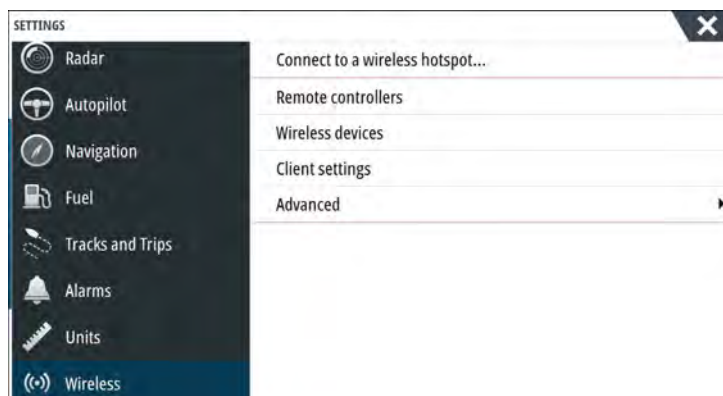 SETTINGS
Radar
Autopilot
Navigation
Fuel
Tracks and Trips
Alarms
Units
Wireless
Connect to a wireless hotspot...
Remote controllers
Wireless devices
Client settings
Advanced